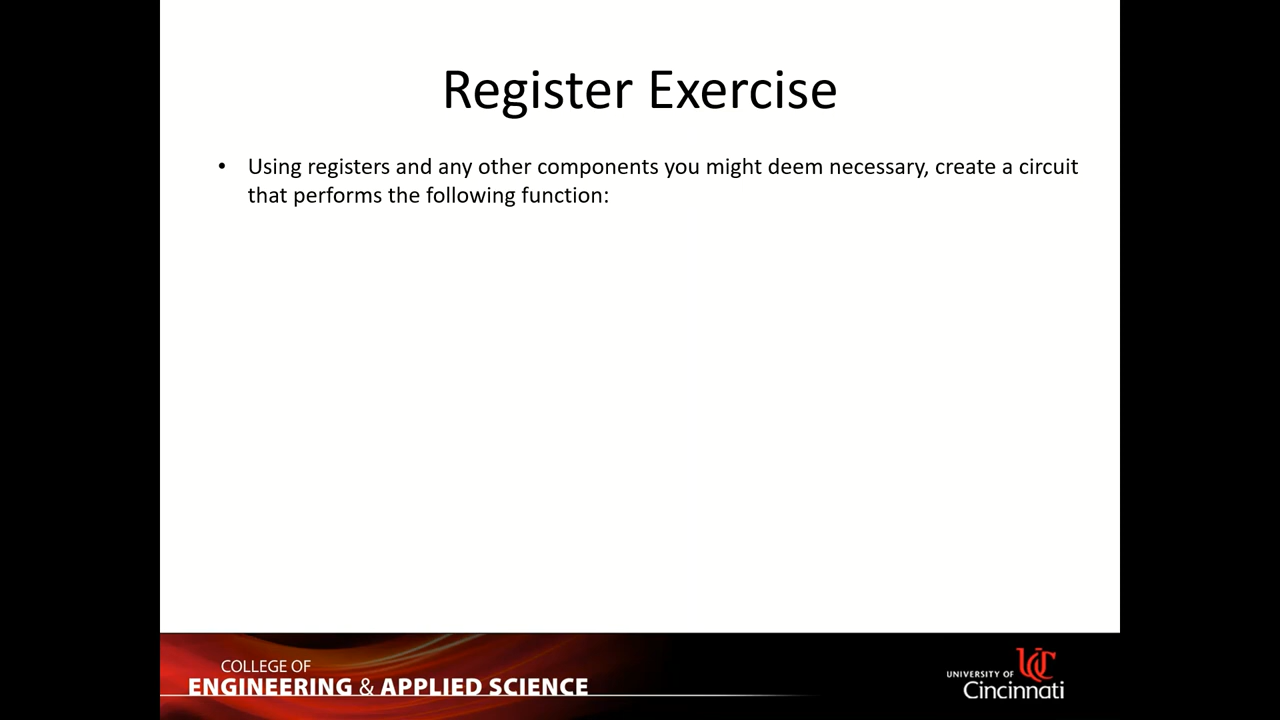 Register Exercise
• Using registers and any other components you might deem necessary, create a circuit
that performs the following function:
COLLEGE OF
ENGINEERING & APPLIED SCIENCE
UC
UNIVERSITY OF
Cincinnati